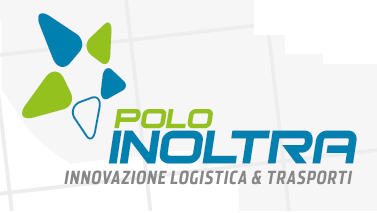 POLO
INOLTRA
INNOVAZIONE LOGISTICA & TRASPORTI